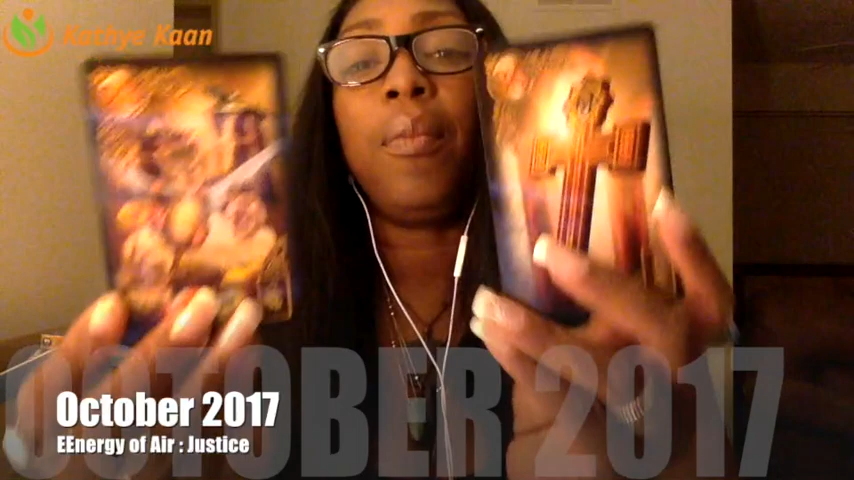 Kathye Kaan
OCTOBER 2017
October 2017
EEnergy of Air : Justice